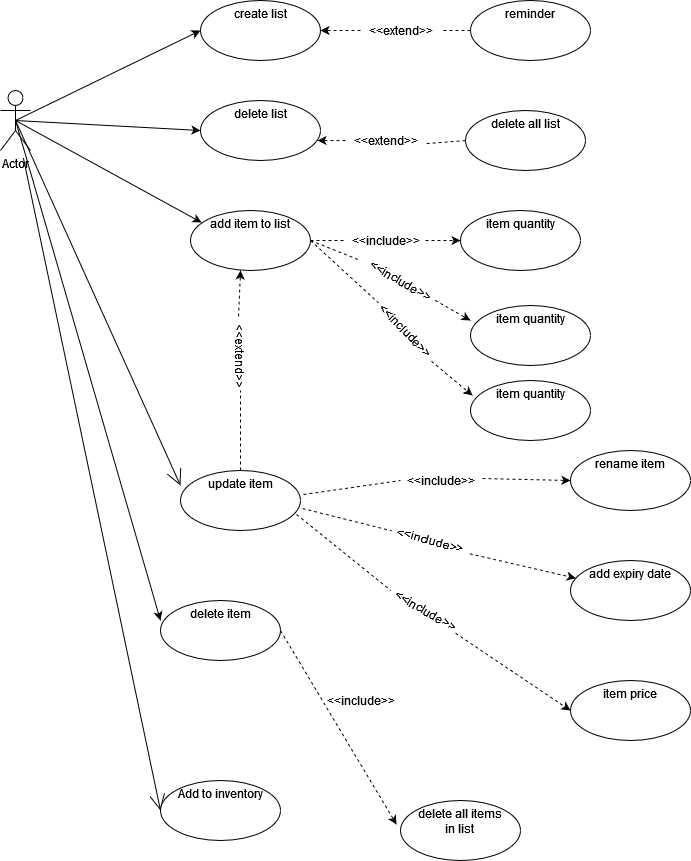 create list
<<extend>>
reminder
delete list
<<extend>>
delete all list
Actor
add item to list
<<include>>
item quantity
<<include>>
item quantity
<<include>>
item quantity
<<extend>>
update item
<<include>>
rename item
<<include>>
add expiry date
<<include>>
item price
delete item
<<include>>
Add to inventory
delete all items
in list